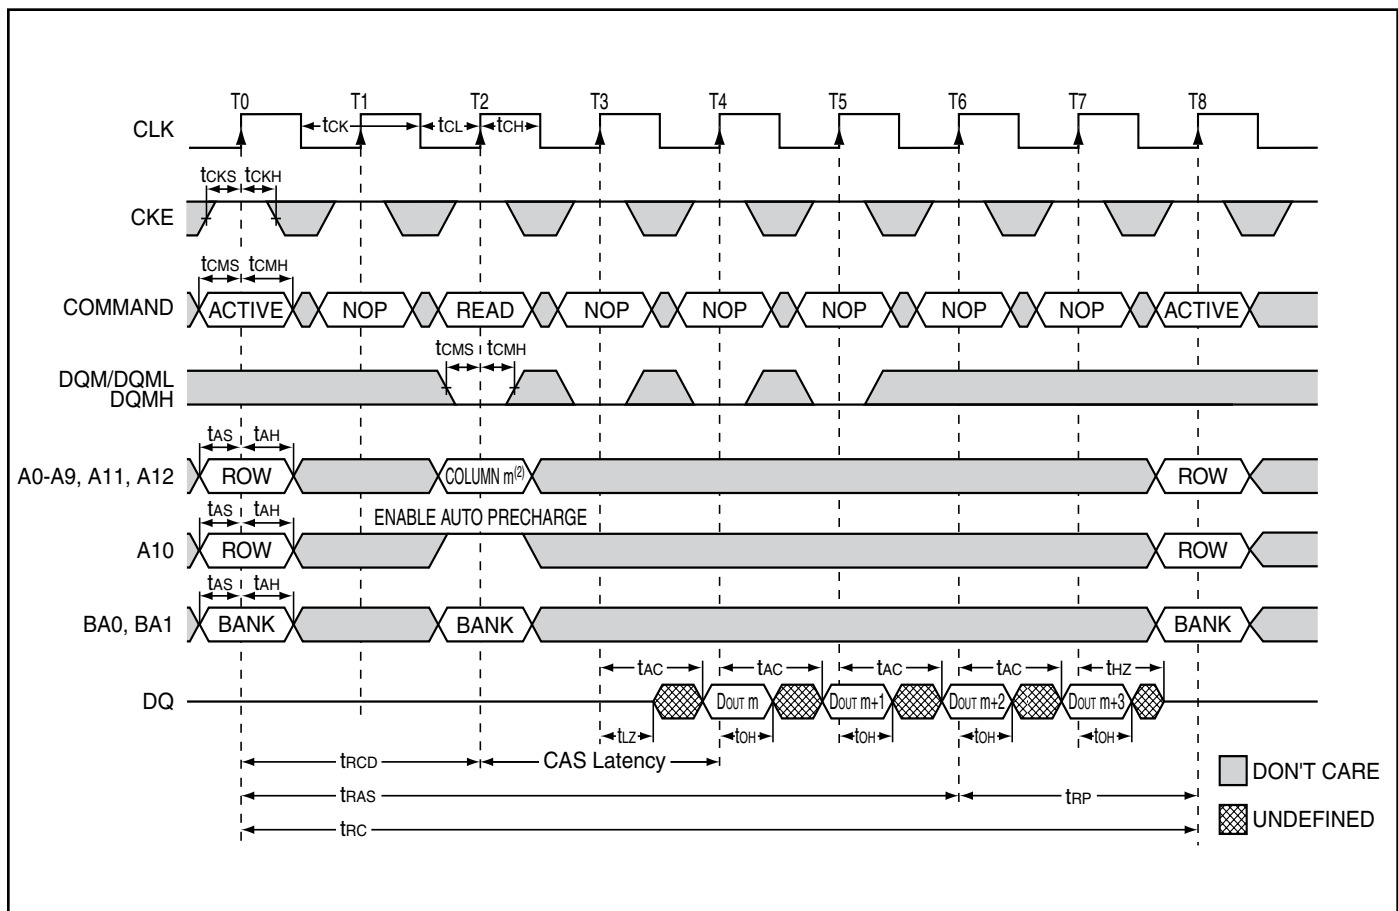 T0 T1 T2 T3 T4 T5 T6 T7 T8
CLK tCK tCL tCH
tCKS tCKH
CKE
tCMS tCMH
COMMAND ACTIVE NOP READ NOP NOP NOP NOP NOP ACTIVE
tCMS tCMH
DQM/DQML
DQMH
tAS tAH
A0-A9, A11, A12 ROW COLUMN m(2) ROW
tAS tAH ENABLE AUTO PRECHARGE
A10 ROW ROW
tAS tAH
BA0, BA1 BANK BANK BANK
tAC tAC tAC tAC tHZ
DQ DOUT m DOUT m+1 DOUT m+2 DOUT m+3
tLZ tOH tOH tOH tOH
tRCD CAS Latency
DON'T CARE
tRAS tRP
UNDEFINED
tRC